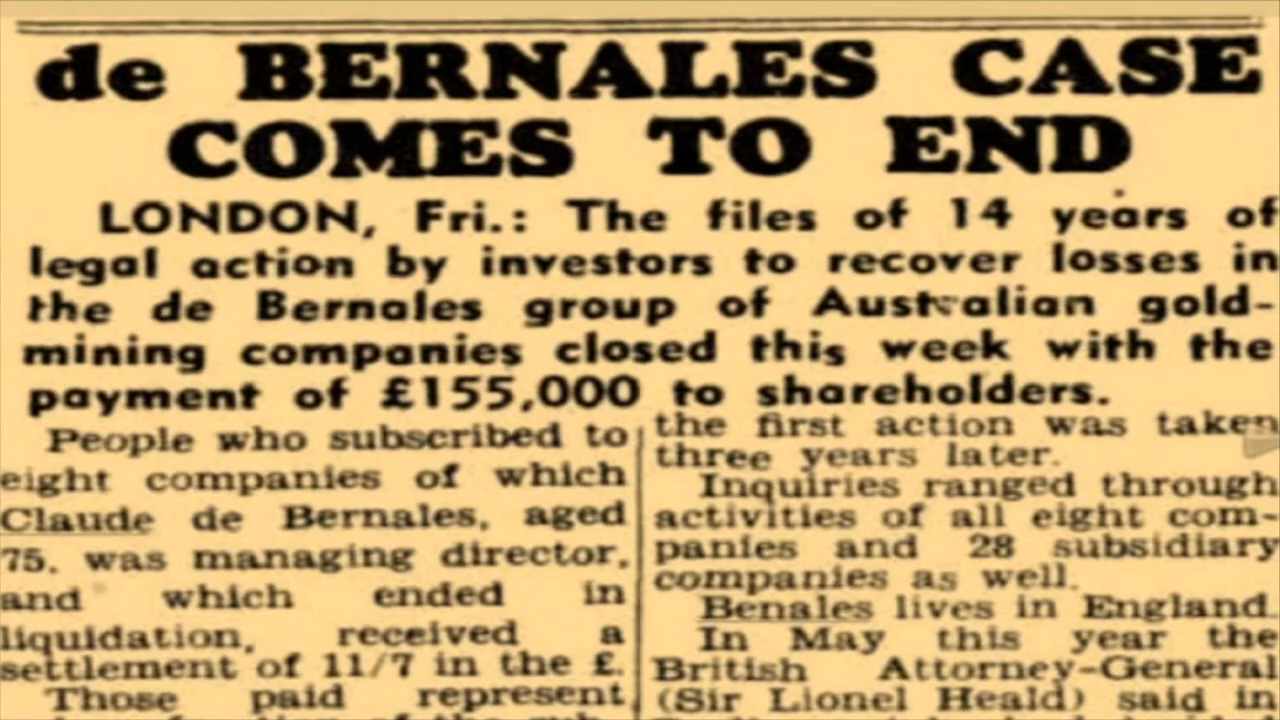 de BERNALES CASE
COMES TO END
LONDON, Fri.: The files of 14 years of
legal action by investors to recover losses in
the de Bernales group of Australian gold-
mining companies closed this week with the
payment of £155,000 to shareholders.
People who subscribed to
eight companies of which
Claude de Bernales, aged
75, was managing director,
and which ended in
liquidation, received a
settlement of 11/7 in the £.
Those paid represent
the first action was taken
three years later.
Inquiries ranged through
activities of all eight com-
panies and 28 subsidiary
companies as well.
Benales lives in England.
In May this year the
British Attorney-General
(Sir Lionel Heald) said in